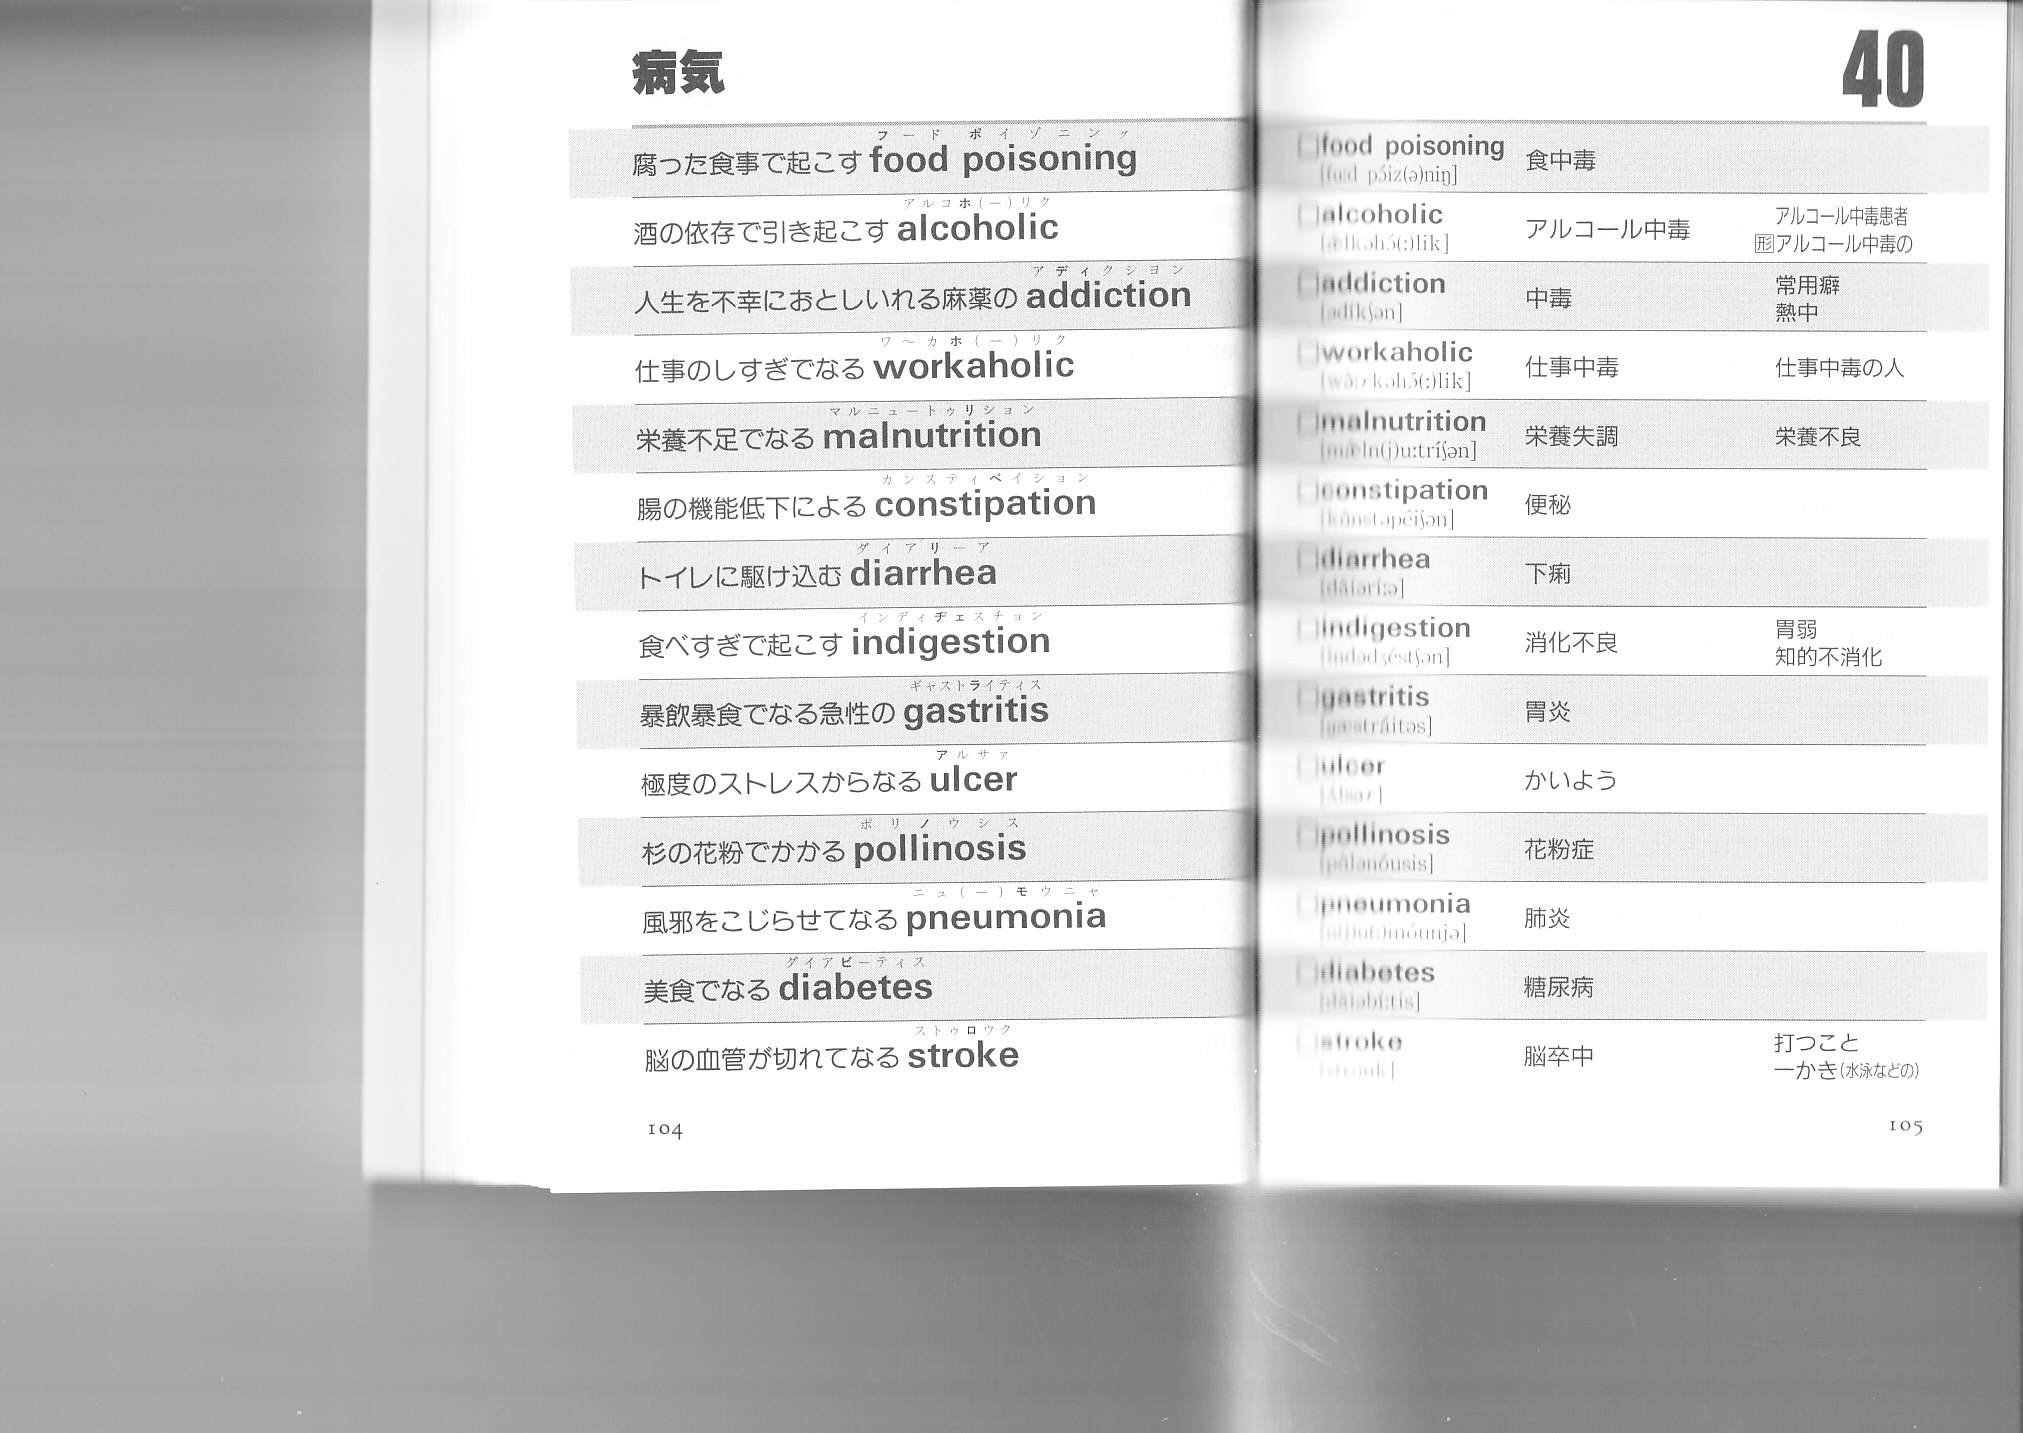 病気
フード ポイゾニング
腐った食事で起こす food poisoning
アルコホ(ー)リク
酒の依存で引き起こす alcoholic
アディクション
人生を不幸におとしいれる麻薬の addiction
ワ〜カホ(ー)リク
仕事のしすぎでなる workaholic
マルニュートゥリション
栄養不足でなる malnutrition
カンスティペイション
腸の機能低下による constipation
ダイアリーア
トイレに駆け込む diarrhea
インディヂェスチョン
食べすぎで起こす indigestion
ギャストライティス
暴飲暴食でなる急性の gastritis
アルサァ
極度のストレスからなる ulcer
ポリノウシス
杉の花粉でかかる pollinosis
ニュ(ー)モウニャ
風邪をこじらせてなる pneumonia
ダイアビーティス
美食でなる diabetes
ストゥロウク
脳の血管が切れてなる stroke
104
40
food poisoning 食中毒
[fuːd pɔ́iz(ə)niŋ]
alcoholic アルコール中毒 アルコール中毒患者
[æ̀lkəhɔ́(ː)lik] 形アルコール中毒の
addiction 中毒 常用癖
[ədíkʃən] 熱中
workaholic 仕事中毒 仕事中毒の人
[wə̀ːrkəhɔ́(ː)lik]
malnutrition 栄養失調 栄養不良
[mæ̀ln(j)uːtríʃən]
constipation 便秘
[kɑ̀nstəpéiʃən]
diarrhea 下痢
[dàiəríːə]
indigestion 消化不良 胃弱
[ìndədʒéstʃən] 知的不消化
gastritis 胃炎
[gæstráitəs]
ulcer かいよう
pollinosis 花粉症
[pɑ̀lənóusis]
pneumonia 肺炎
diabetes 糖尿病
[dàiəbíːtis]
stroke 脳卒中 打つこと
[strouk] 一かき(水泳などの)
105